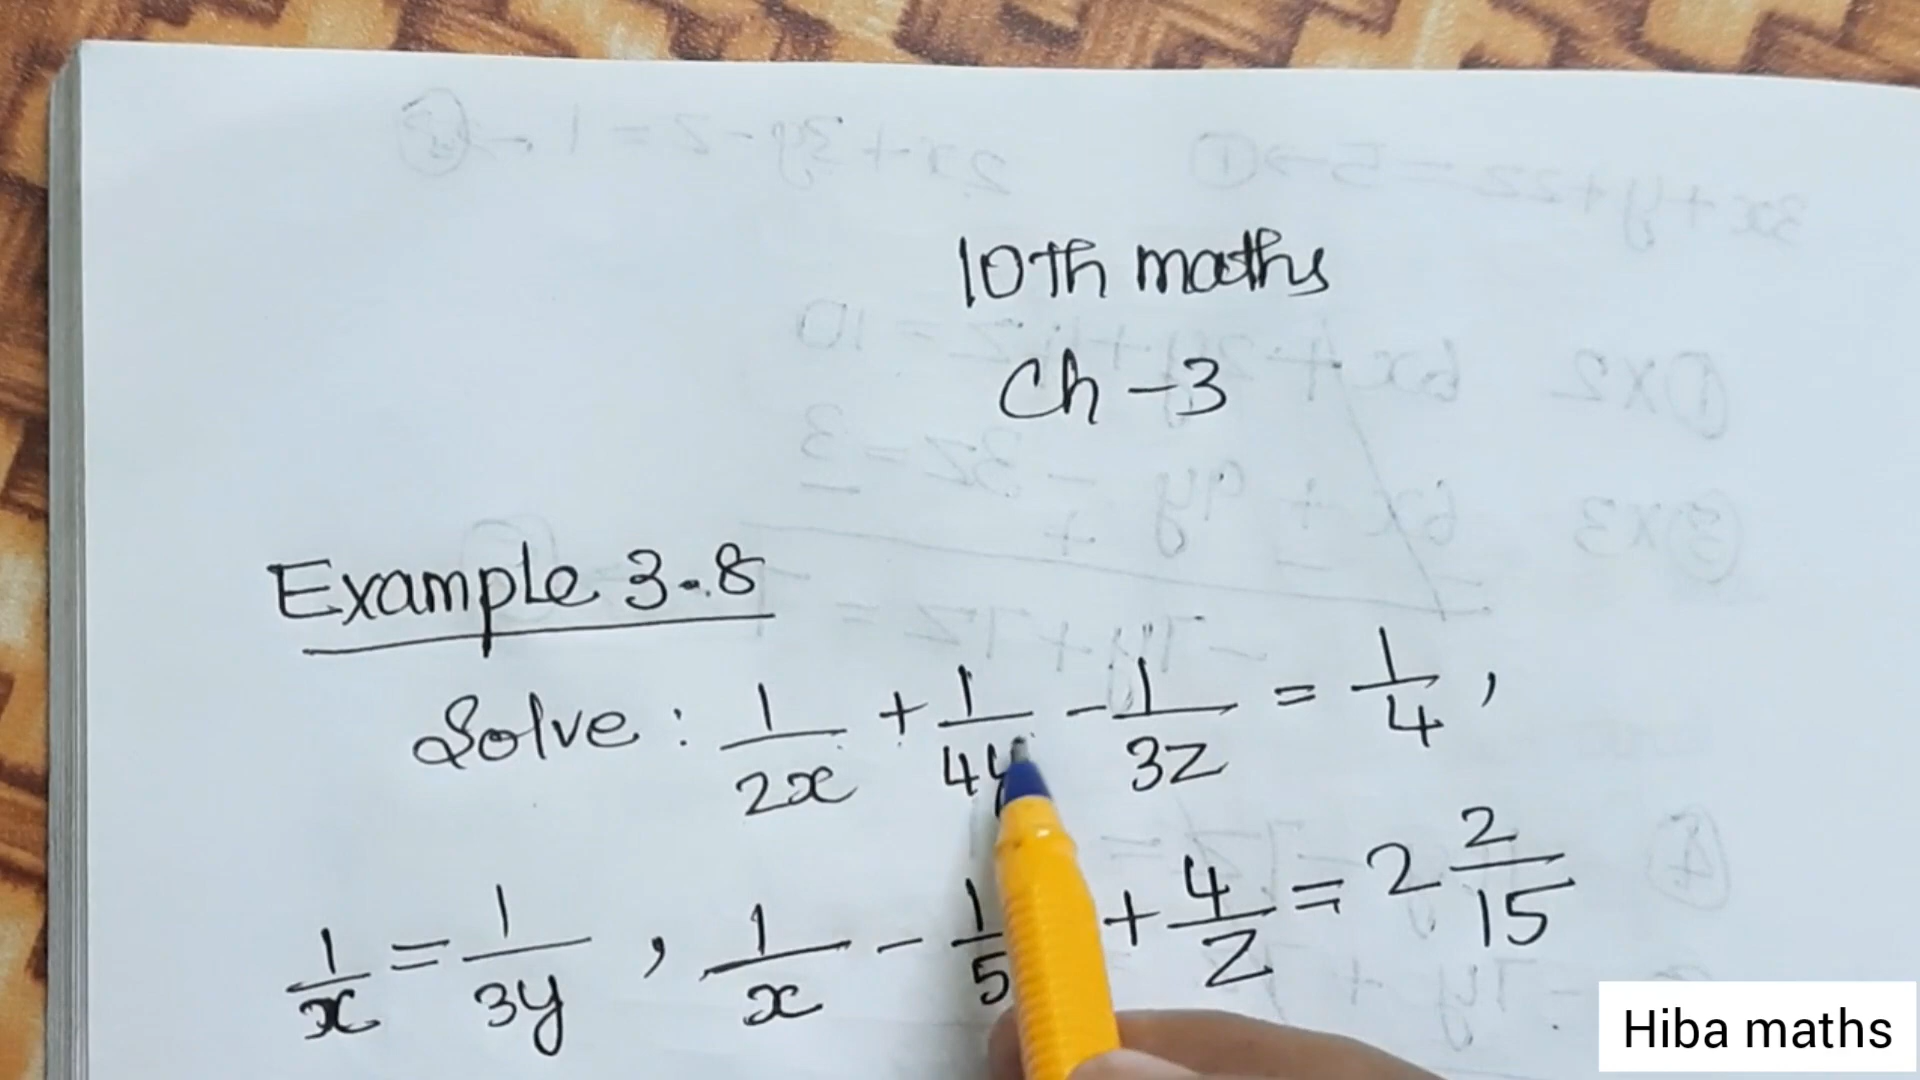 10th maths
Ch-3
Example 3.8
Solve: 1/2x + 1/4y - 1/3z = 1/4,
1/x = 1/3y, 1/x - 1/5 + 4/z = 2 2/15
Hiba maths